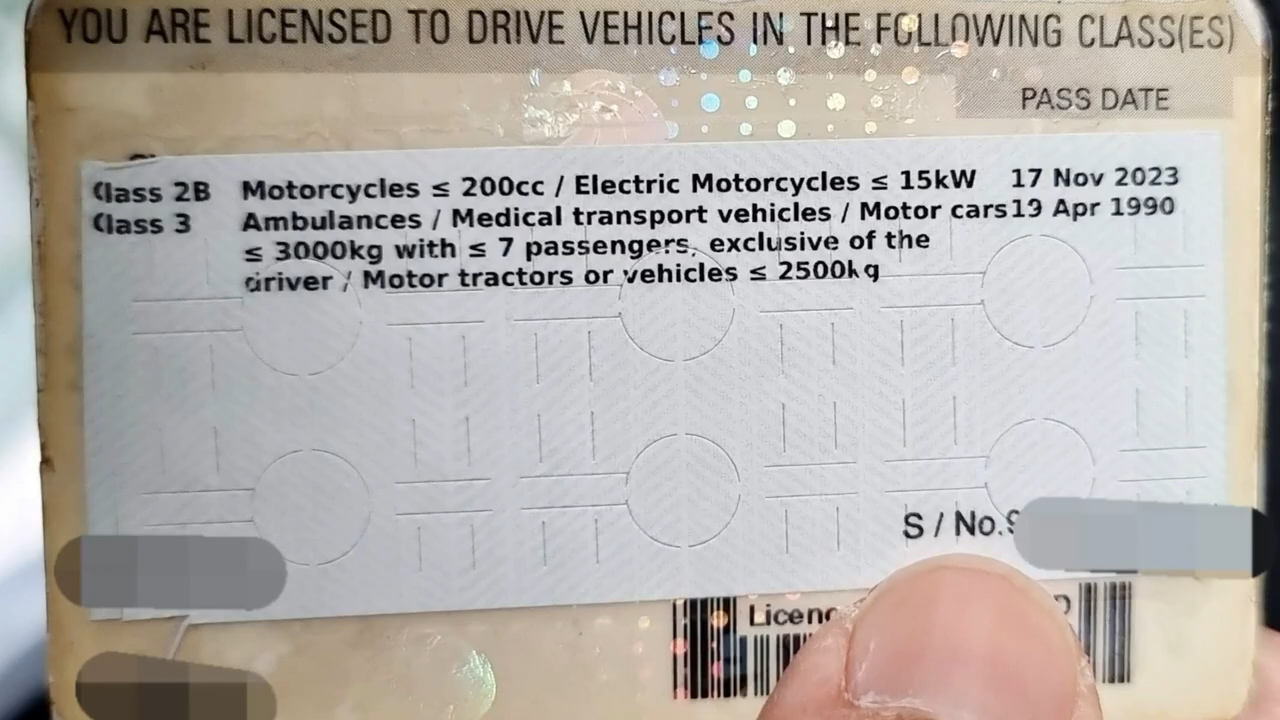 YOU ARE LICENSED TO DRIVE VEHICLES IN THE FOLLOWING CLASS(ES)
PASS DATE
Class 2B Motorcycles ≤ 200cc / Electric Motorcycles ≤ 15kW 17 Nov 2023
Class 3 Ambulances / Medical transport vehicles / Motor cars 19 Apr 1990
≤ 3000kg with ≤ 7 passengers, exclusive of the
driver / Motor tractors or vehicles ≤ 2500kg
S / No.